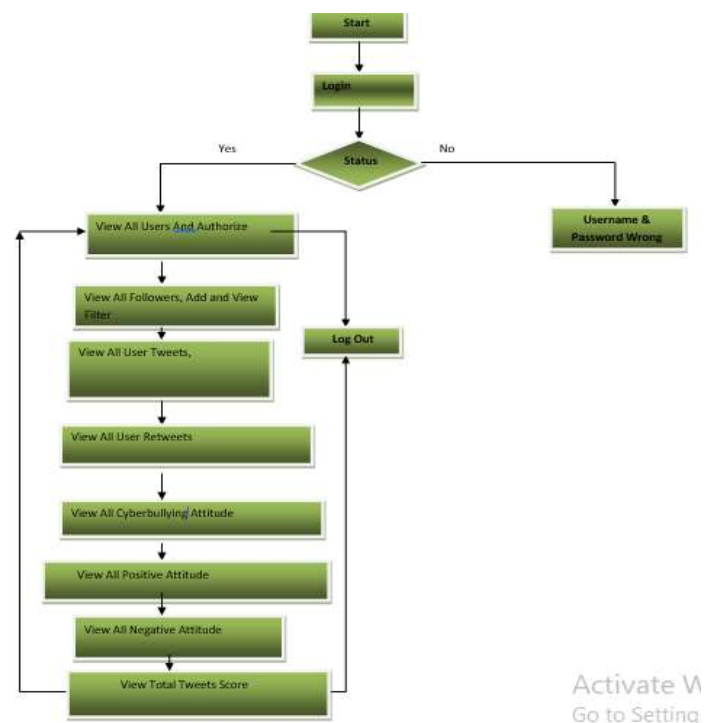 Start
Login
Status
Yes
No
Username &
Password Wrong
View All Users And Authorize
View All Followers, Add and View
Filter
Log Out
View All User Tweets,
View All User Retweets
View All Cyberbullying Attitude
View All Positive Attitude
View All Negative Attitude
View Total Tweets Score
Activate W
Go to Setting